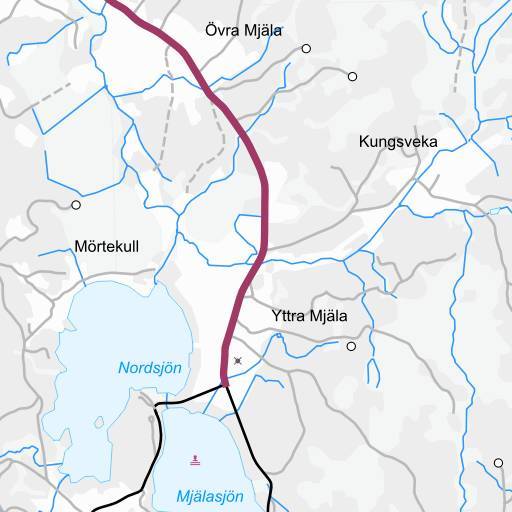 Övra Mjäla
Kungsveka
Mörtekull
Yttra Mjäla
Nordsjön
Mjälasjön